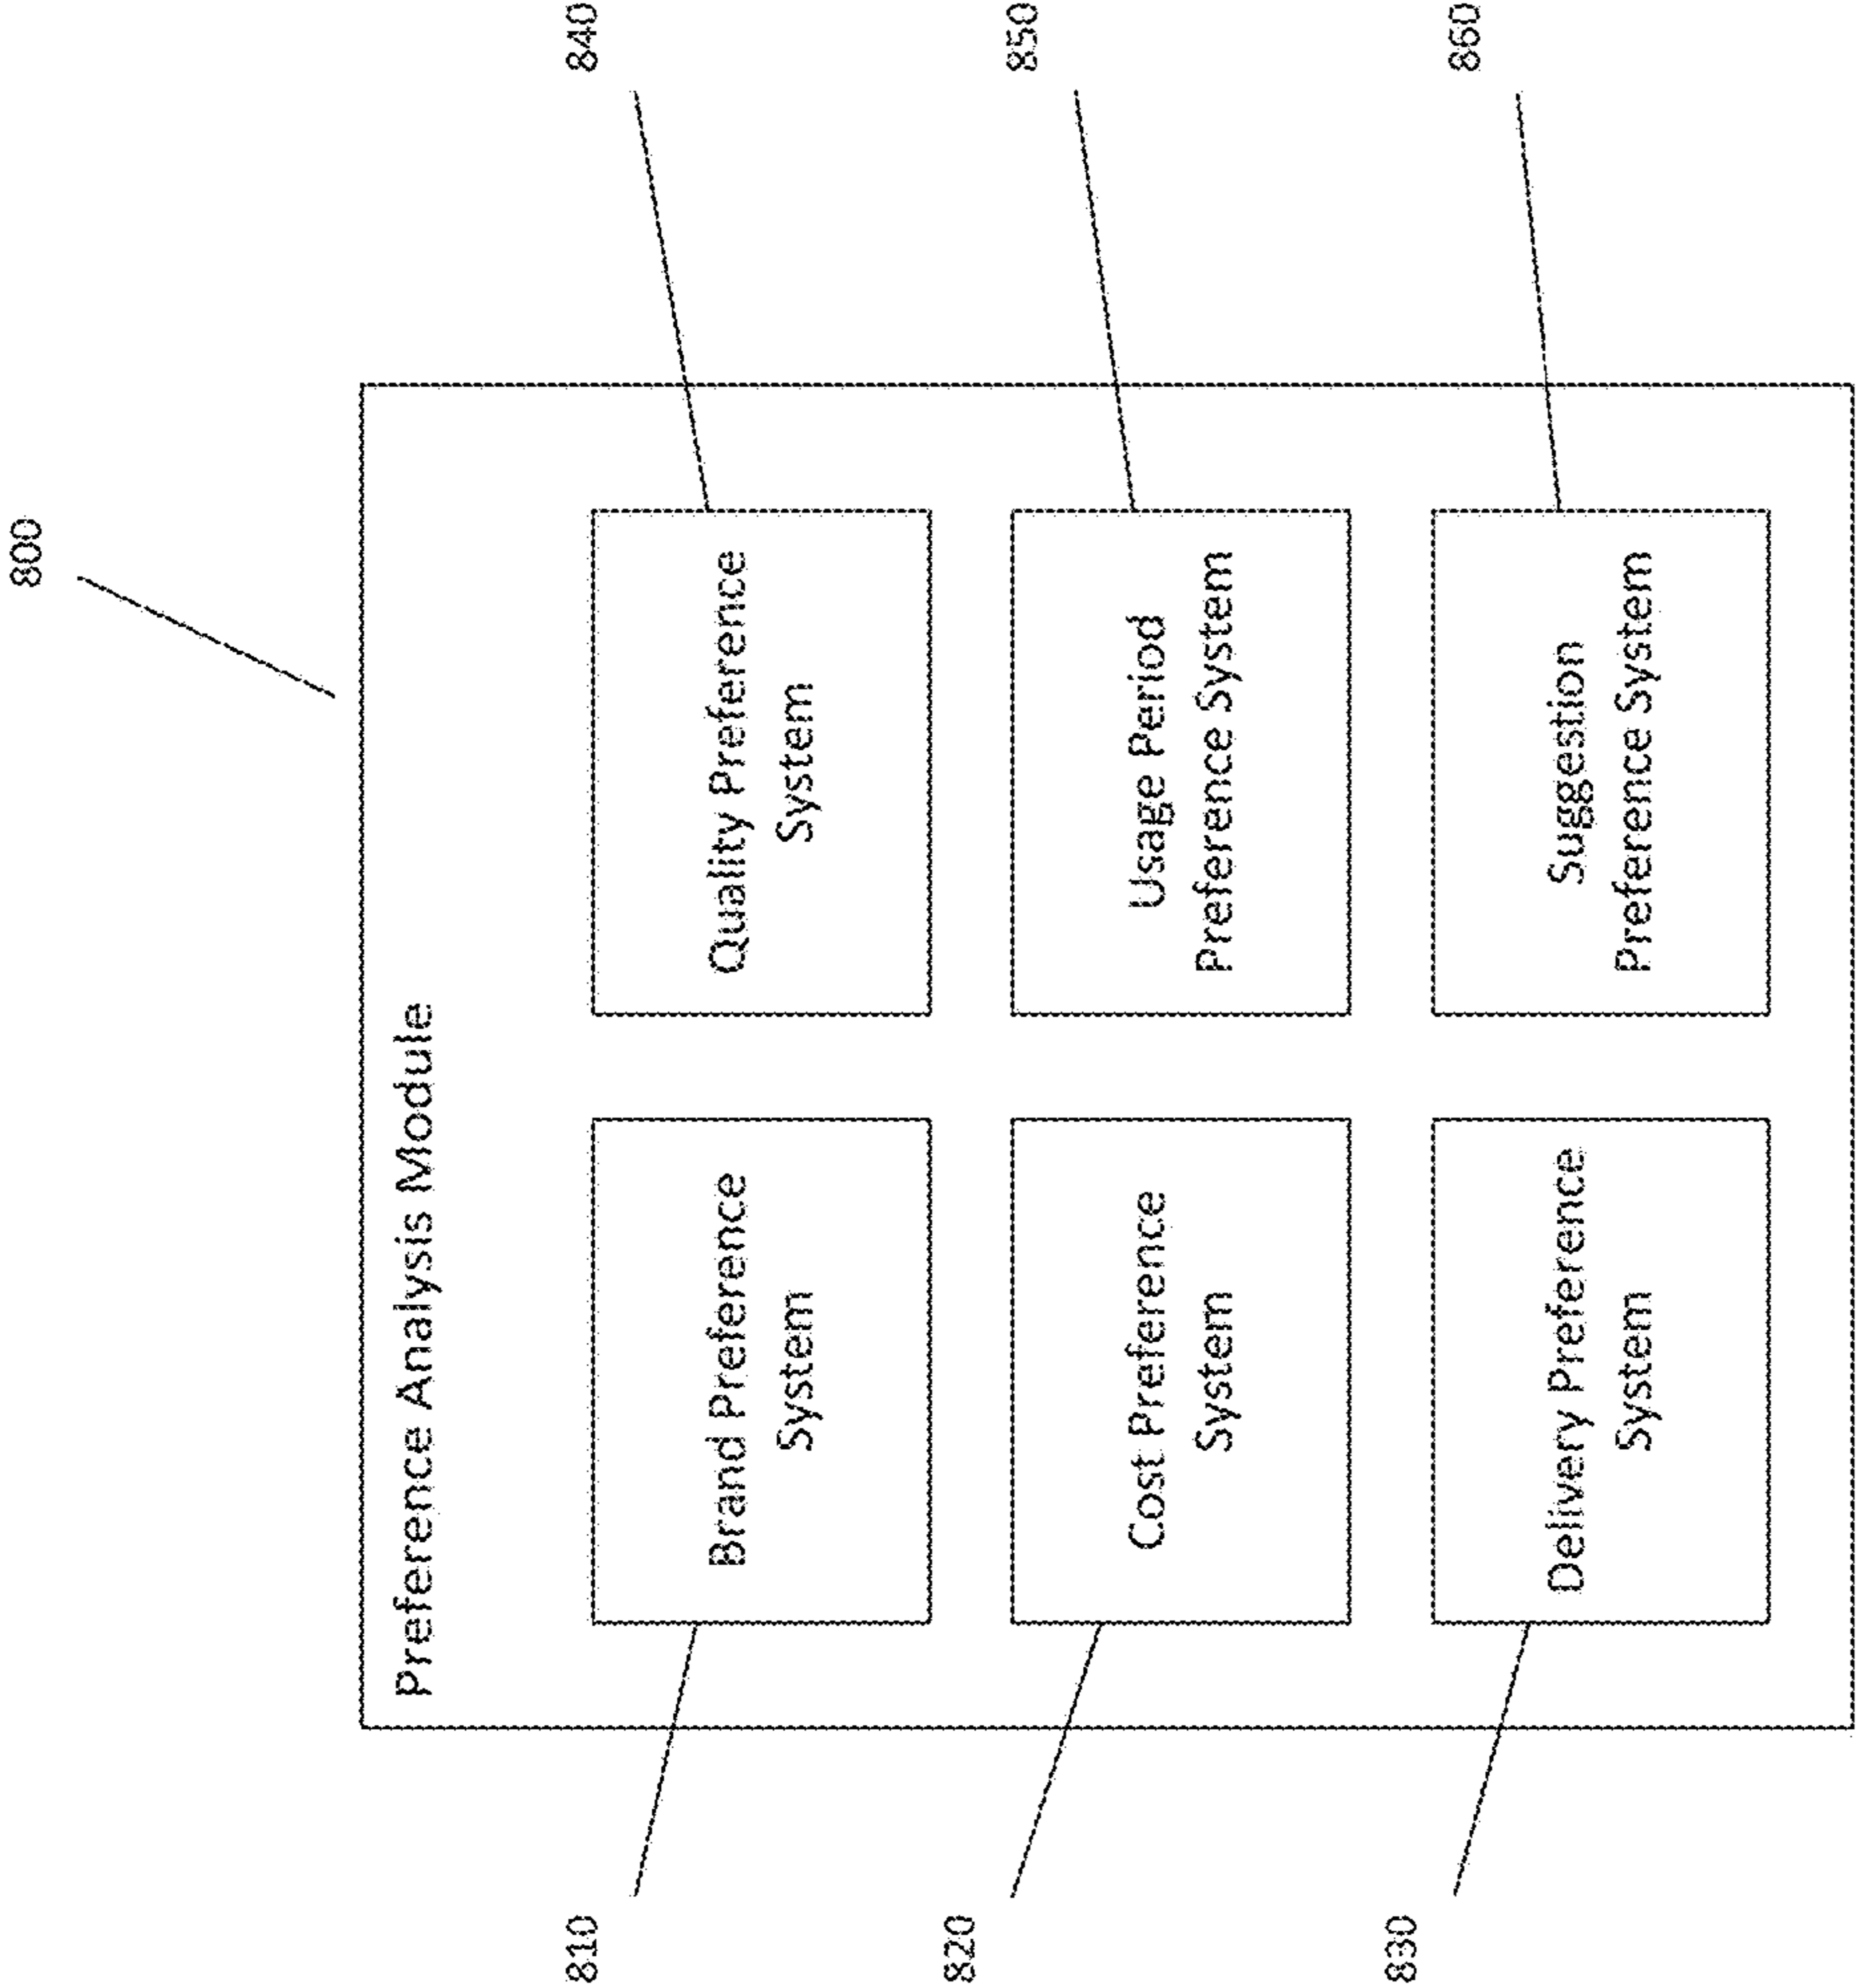 800
Preference Analysis Module
810
Brand Preference
System
Quality Preference
System
840
820
Cost Preference
System
Usage Period
Preference System
850
830
Delivery Preference
System
Suggestion
Preference System
860